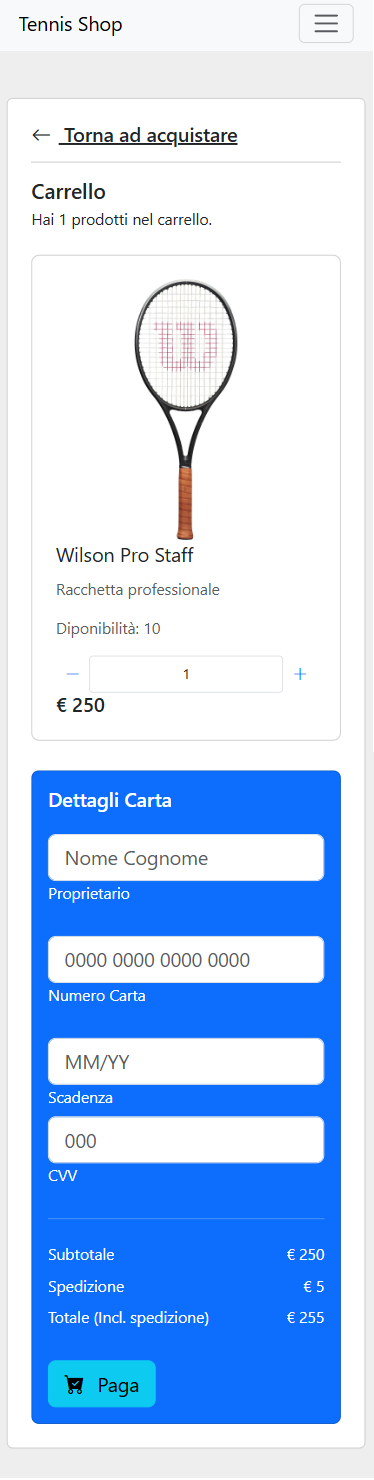 Tennis Shop
Torna ad acquistare
Carrello
Hai 1 prodotti nel carrello.
W
Wilson Pro Staff
Racchetta professionale
Diponibilità: 10
1
€ 250
Dettagli Carta
Nome Cognome
Proprietario
0000 0000 0000 0000
Numero Carta
MM/YY
Scadenza
000
CVV
Subtotale € 250
Spedizione € 5
Totale (Incl. spedizione) € 255
Paga